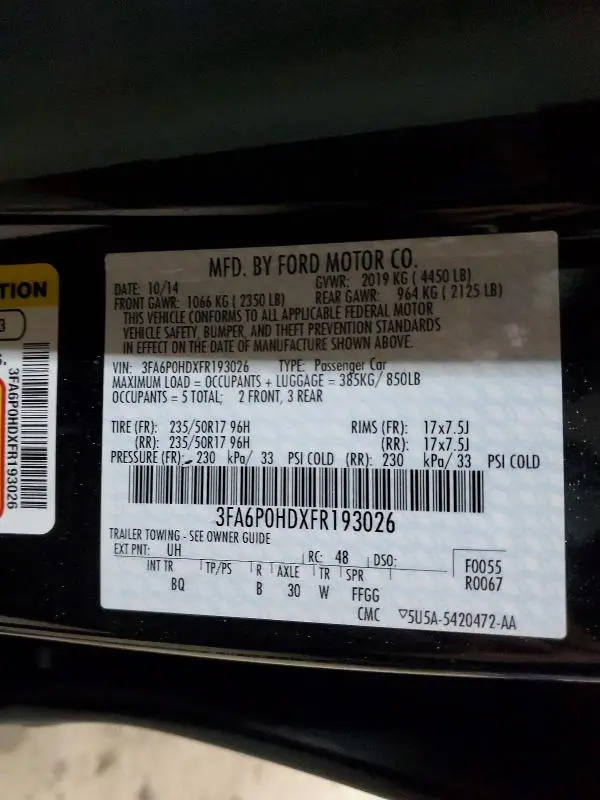 TION
3
3FA6P0HDXFR193026
MFD. BY FORD MOTOR CO.
DATE: 10/14 GVWR: 2019 KG ( 4450 LB)
FRONT GAWR: 1066 KG ( 2350 LB) REAR GAWR: 964 KG ( 2125 LB)
THIS VEHICLE CONFORMS TO ALL APPLICABLE FEDERAL MOTOR
VEHICLE SAFETY, BUMPER, AND THEFT PREVENTION STANDARDS
IN EFFECT ON THE DATE OF MANUFACTURE SHOWN ABOVE.
VIN: 3FA6P0HDXFR193026 TYPE: Passenger Car
MAXIMUM LOAD = OCCUPANTS + LUGGAGE = 385KG/ 850LB
OCCUPANTS = 5 TOTAL; 2 FRONT, 3 REAR
TIRE (FR): 235/50R17 96H RIMS (FR): 17x7.5J
(RR): 235/50R17 96H (RR): 17x7.5J
PRESSURE (FR): 230 kPa/ 33 PSI COLD (RR): 230 kPa/ 33 PSI COLD
3FA6P0HDXFR193026
TRAILER TOWING - SEE OWNER GUIDE
EXT PNT: UH RC: 48 DSO: F0055
INT TR TP/PS R AXLE TR SPR R0067
BQ B 30 W FFGG
CMC ▽5U5A-5420472-AA